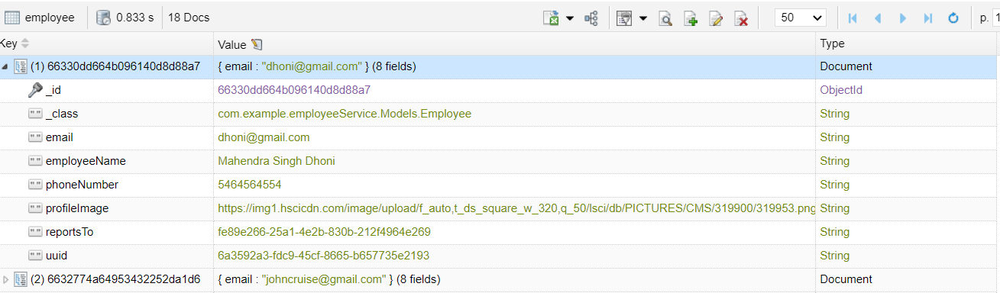 employee 0.833 s 18 Docs 50 p. 1
Key Value Type
(1) 66330dd664b096140d8d88a7 { email : "dhoni@gmail.com" } (8 fields) Document
_id 66330dd664b096140d8d88a7 ObjectId
_class com.example.employeeService.Models.Employee String
email dhoni@gmail.com String
employeeName Mahendra Singh Dhoni String
phoneNumber 5464564554 String
profileImage https://img1.hscicdn.com/image/upload/f_auto,t_ds_square_w_320,q_50/lsci/db/PICTURES/CMS/319900/319953.png String
reportsTo fe89e266-25a1-4e2b-830b-212f4964e269 String
uuid 6a3592a3-fdc9-45cf-8665-b657735e2193 String
(2) 6632774a64953432252da1d6 { email : "johncruise@gmail.com" } (8 fields) Document